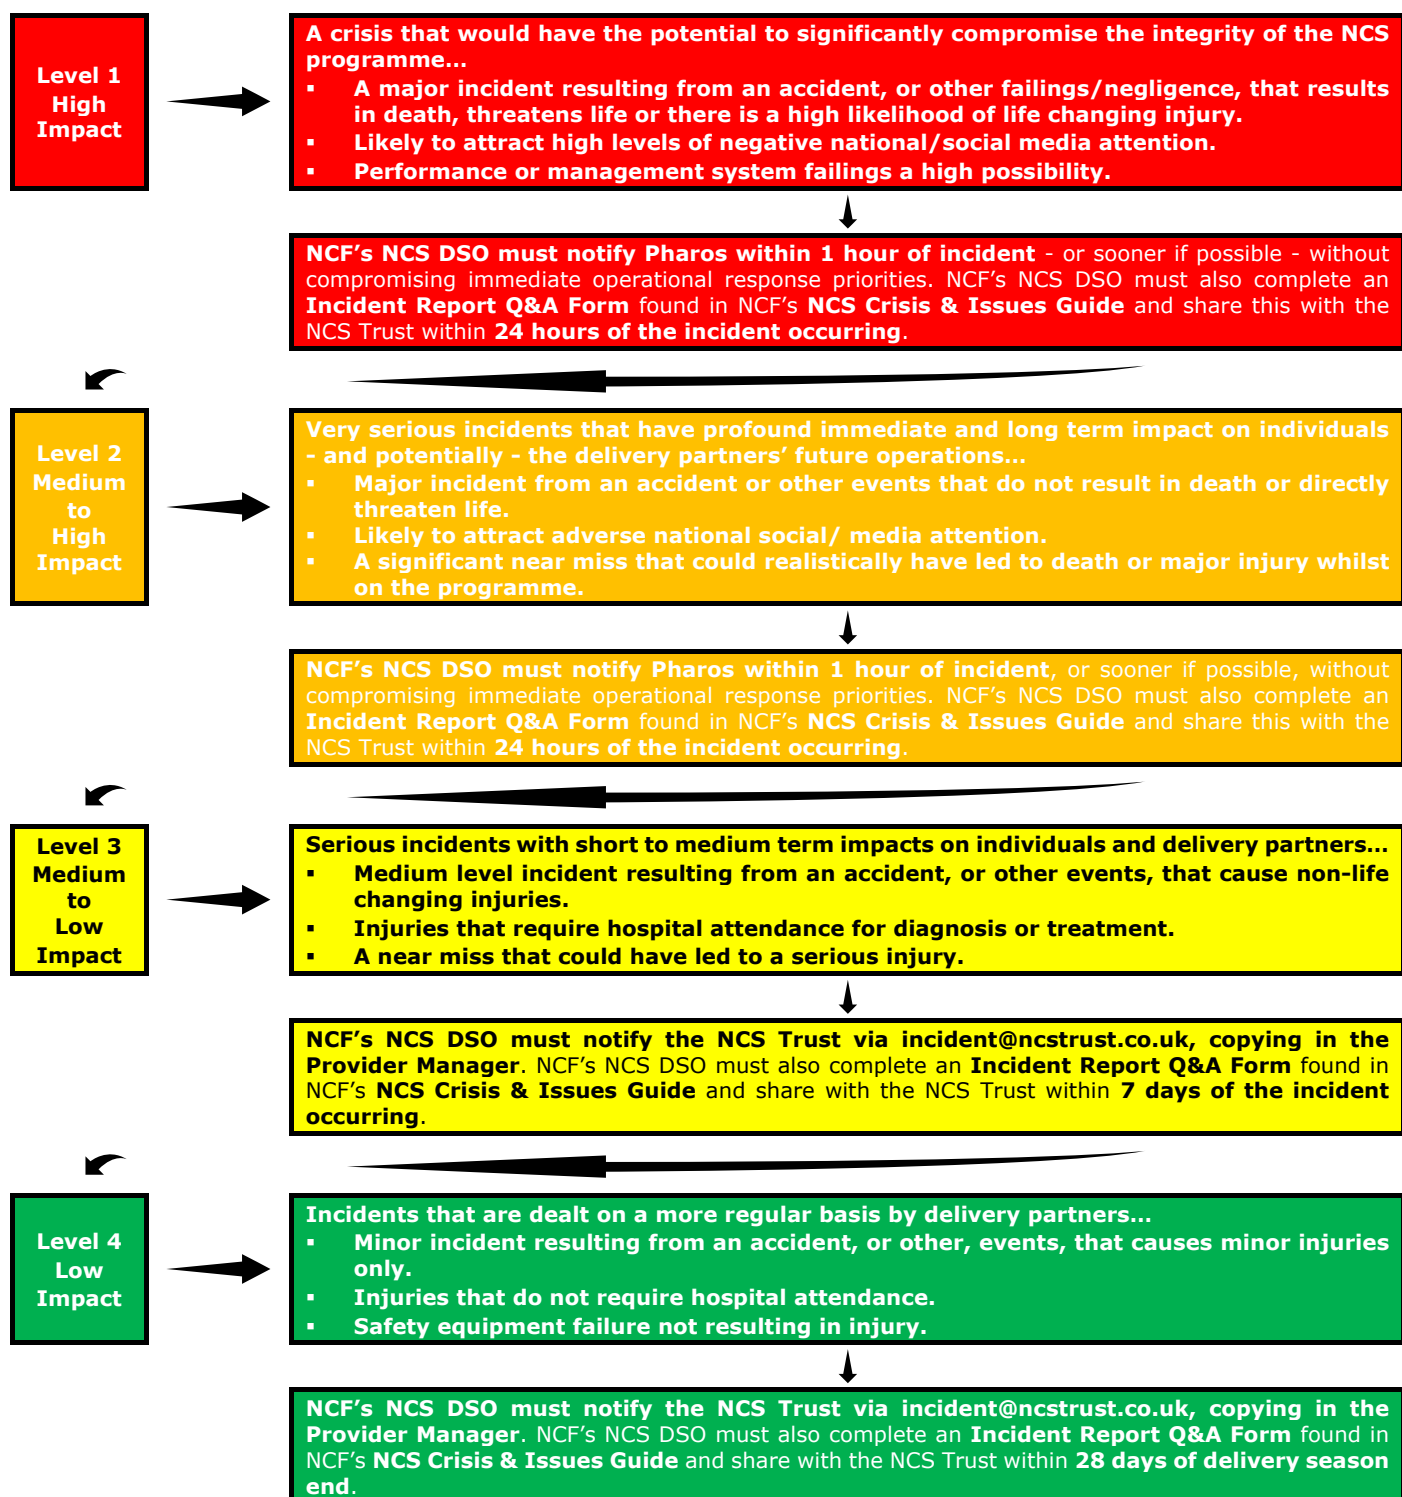 Level 1
High
Impact
A crisis that would have the potential to significantly compromise the integrity of the NCS
programme…
▪ A major incident resulting from an accident, or other failings/negligence, that results
in death, threatens life or there is a high likelihood of life changing injury.
▪ Likely to attract high levels of negative national/social media attention.
▪ Performance or management system failings a high possibility.
NCF’s NCS DSO must notify Pharos within 1 hour of incident - or sooner if possible - without
compromising immediate operational response priorities. NCF’s NCS DSO must also complete an
Incident Report Q&A Form found in NCF’s NCS Crisis & Issues Guide and share this with the
NCS Trust within 24 hours of the incident occurring.
Level 2
Medium
to
High
Impact
Very serious incidents that have profound immediate and long term impact on individuals
- and potentially - the delivery partners’ future operations…
▪ Major incident from an accident or other events that do not result in death or directly
threaten life.
▪ Likely to attract adverse national social/ media attention.
▪ A significant near miss that could realistically have led to death or major injury whilst
on the programme.
NCF’s NCS DSO must notify Pharos within 1 hour of incident, or sooner if possible, without
compromising immediate operational response priorities. NCF’s NCS DSO must also complete an
Incident Report Q&A Form found in NCF’s NCS Crisis & Issues Guide and share this with the
NCS Trust within 24 hours of the incident occurring.
Level 3
Medium
to
Low
Impact
Serious incidents with short to medium term impacts on individuals and delivery partners…
▪ Medium level incident resulting from an accident, or other events, that cause non-life
changing injuries.
▪ Injuries that require hospital attendance for diagnosis or treatment.
▪ A near miss that could have led to a serious injury.
NCF’s NCS DSO must notify the NCS Trust via incident@ncstrust.co.uk, copying in the
Provider Manager. NCF’s NCS DSO must also complete an Incident Report Q&A Form found in
NCF’s NCS Crisis & Issues Guide and share with the NCS Trust within 7 days of the incident
occurring.
Level 4
Low
Impact
Incidents that are dealt on a more regular basis by delivery partners…
▪ Minor incident resulting from an accident, or other, events, that causes minor injuries
only.
▪ Injuries that do not require hospital attendance.
▪ Safety equipment failure not resulting in injury.
NCF’s NCS DSO must notify the NCS Trust via incident@ncstrust.co.uk, copying in the
Provider Manager. NCF’s NCS DSO must also complete an Incident Report Q&A Form found in
NCF’s NCS Crisis & Issues Guide and share with the NCS Trust within 28 days of delivery season
end.